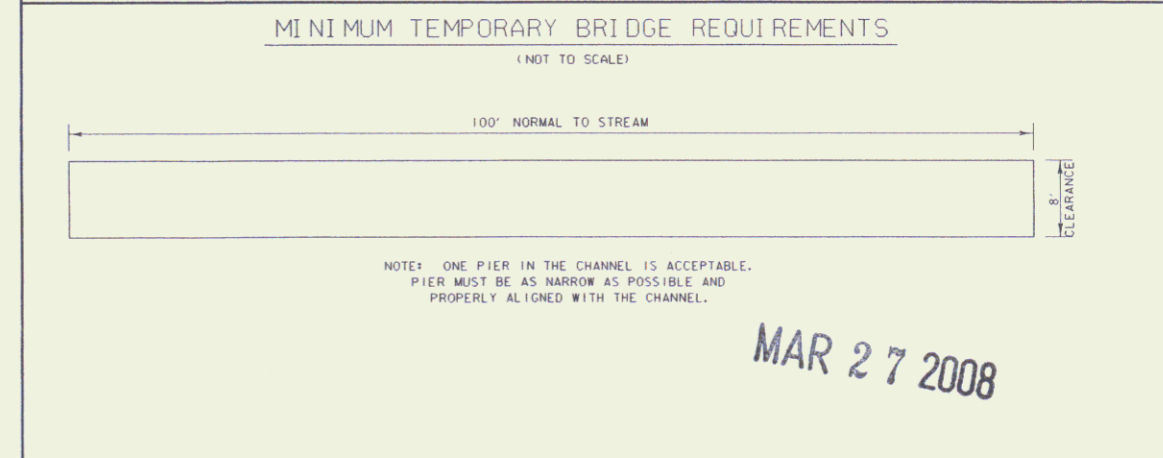 MINIMUM TEMPORARY BRIDGE REQUIREMENTS
(NOT TO SCALE)
100' NORMAL TO STREAM
8'
CLEARANCE
NOTE: ONE PIER IN THE CHANNEL IS ACCEPTABLE.
PIER MUST BE AS NARROW AS POSSIBLE AND
PROPERLY ALIGNED WITH THE CHANNEL.
MAR 27 2008